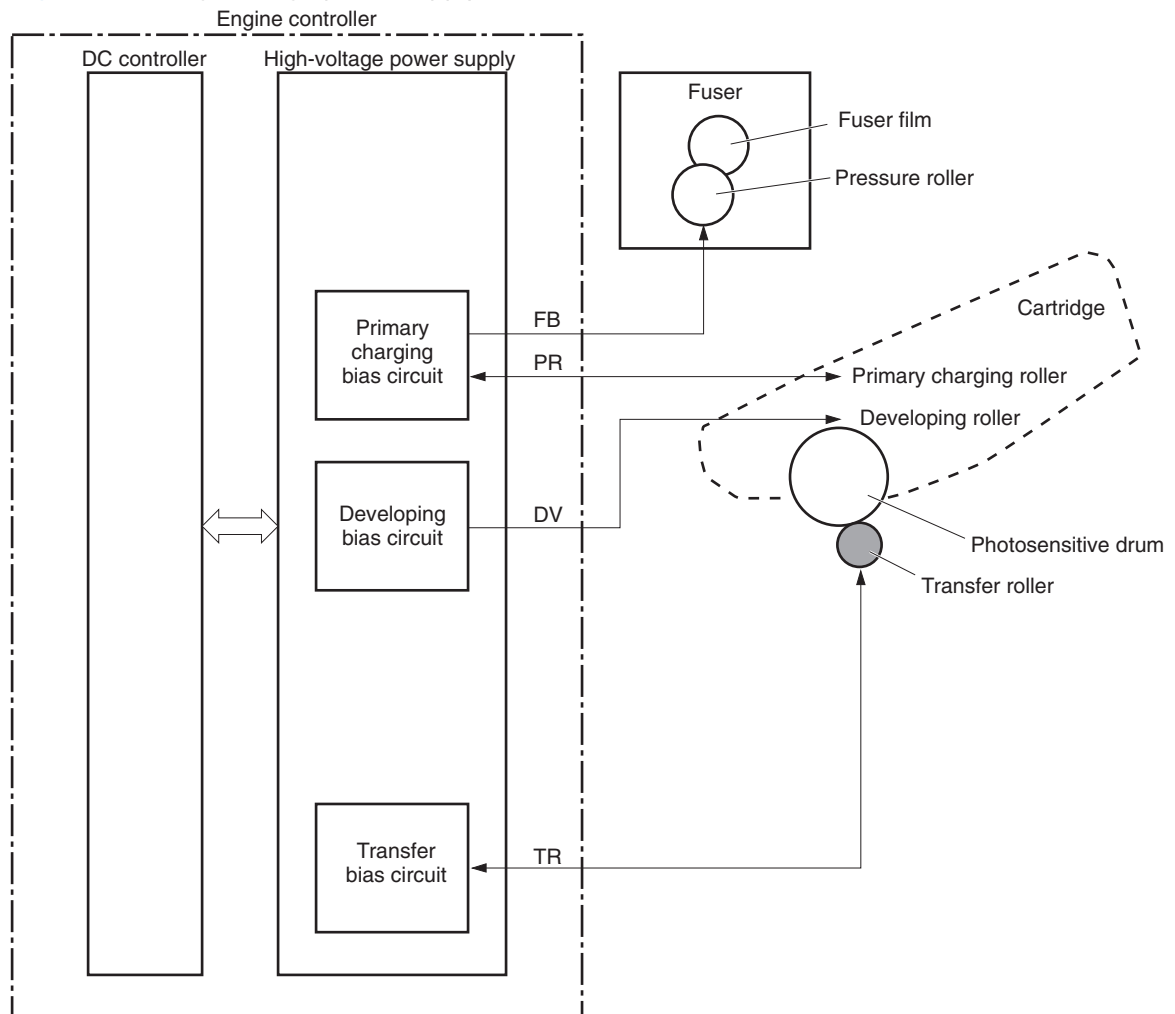 Engine controller
DC controller
High-voltage power supply
Fuser
Fuser film
Pressure roller
Primary
charging
bias circuit
FB
PR
Cartridge
Primary charging roller
Developing roller
Developing
bias circuit
DV
Photosensitive drum
Transfer roller
Transfer
bias circuit
TR